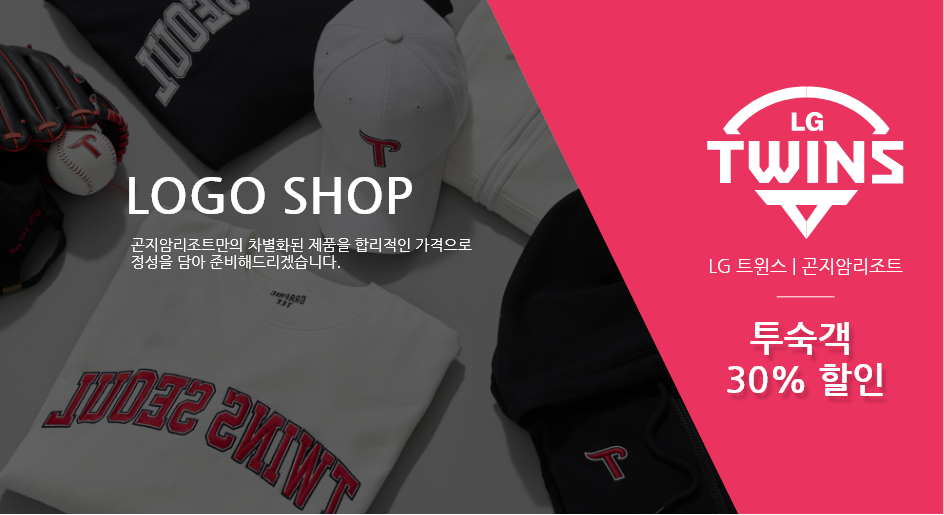 LOGO SHOP
곤지암리조트만의 차별화된 제품을 합리적인 가격으로
정성을 담아 준비해드리겠습니다.
LG
TWINS
LG 트윈스 | 곤지암리조트
투숙객
30% 할인
SEOUL
GRAPHIC
TEE
TWINS SEOUL